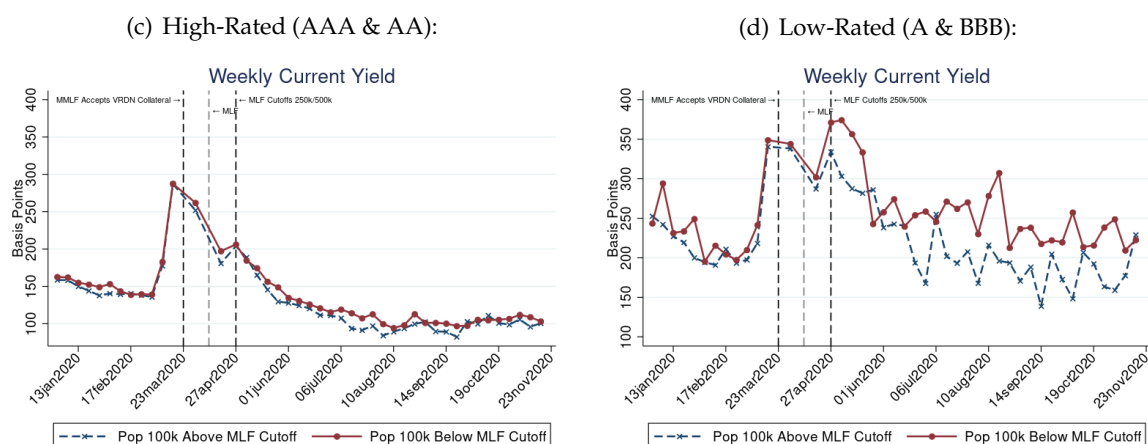 (c) High-Rated (AAA & AA):
Weekly Current Yield
MMLF Accepts VRDN Collateral →
← MLF
← MLF Cutoffs 250k/500k
Basis Points
400
350
300
250
200
150
100
13jan2020
17feb2020
23mar2020
27apr2020
01jun2020
06jul2020
10aug2020
14sep2020
19oct2020
23nov2020
Pop 100k Above MLF Cutoff
Pop 100k Below MLF Cutoff
(d) Low-Rated (A & BBB):
Weekly Current Yield
MMLF Accepts VRDN Collateral →
← MLF
← MLF Cutoffs 250k/500k
Basis Points
400
350
300
250
200
150
100
13jan2020
17feb2020
23mar2020
27apr2020
01jun2020
06jul2020
10aug2020
14sep2020
19oct2020
23nov2020
Pop 100k Above MLF Cutoff
Pop 100k Below MLF Cutoff